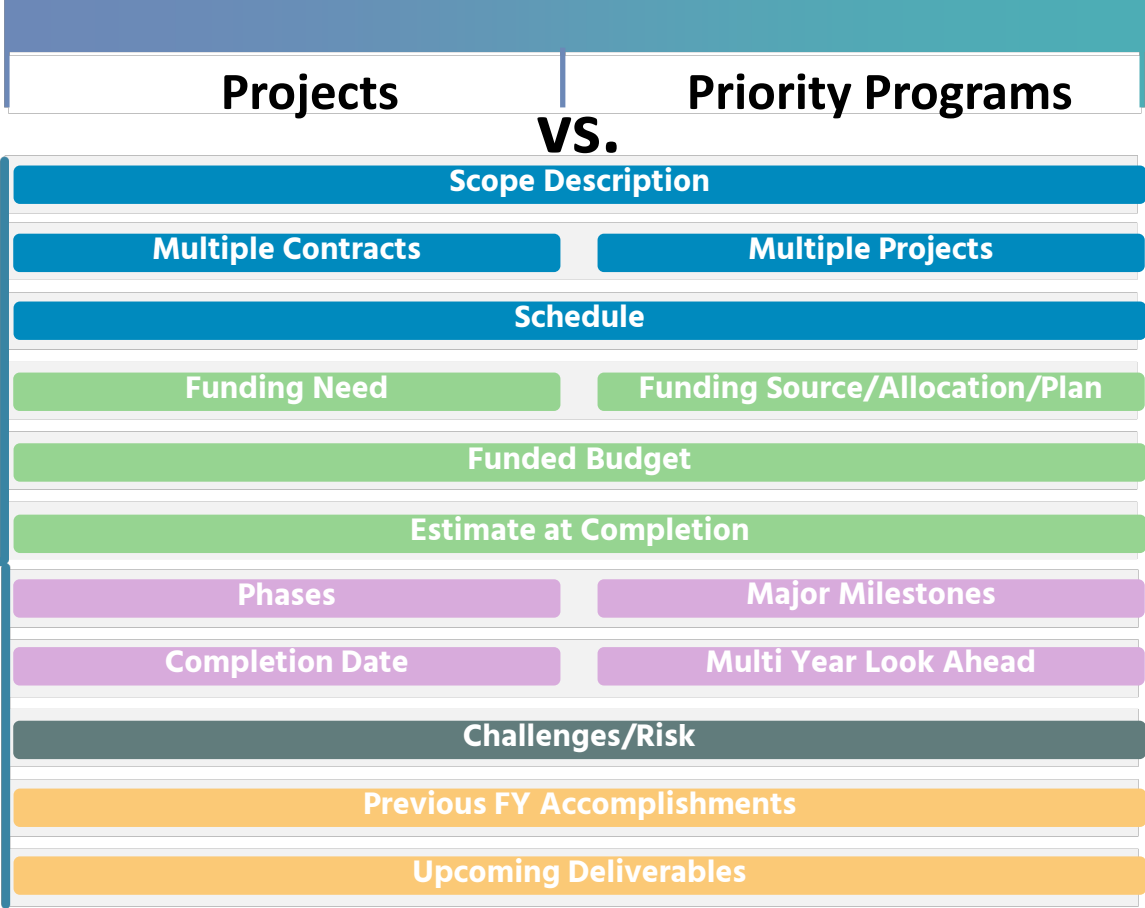 Projects
Priority Programs
vs.
Scope Description
Multiple Contracts
Multiple Projects
Schedule
Funding Need
Funding Source/Allocation/Plan
Funded Budget
Estimate at Completion
Phases
Major Milestones
Completion Date
Multi Year Look Ahead
Challenges/Risk
Previous FY Accomplishments
Upcoming Deliverables